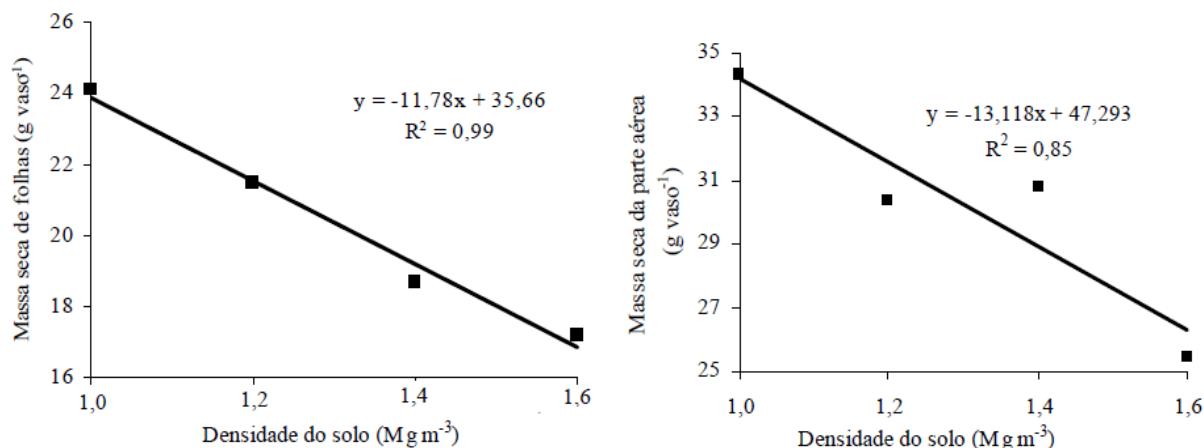 Massa seca de folhas (g vaso⁻¹)
26
24
22
20
18
16
y = -11,78x + 35,66
R² = 0,99
1,0
1,2
1,4
1,6
Densidade do solo (Mg m⁻³)
Massa seca da parte aérea
(g vaso⁻¹)
35
33
31
29
27
25
y = -13,118x + 47,293
R² = 0,85
1,0
1,2
1,4
1,6
Densidade do solo (Mg m⁻³)